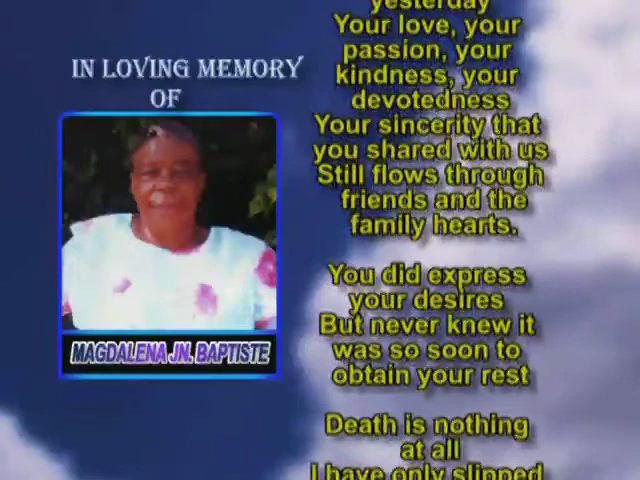 IN LOVING MEMORY
OF
MAGDALENA JN. BAPTISTE
yesterday
Your love, your
passion, your
kindness, your
devotedness
Your sincerity that
you shared with us
Still flows through
friends and the
family hearts.
You did express
your desires
But never knew it
was so soon to
obtain your rest
Death is nothing
at all
I have only slipped